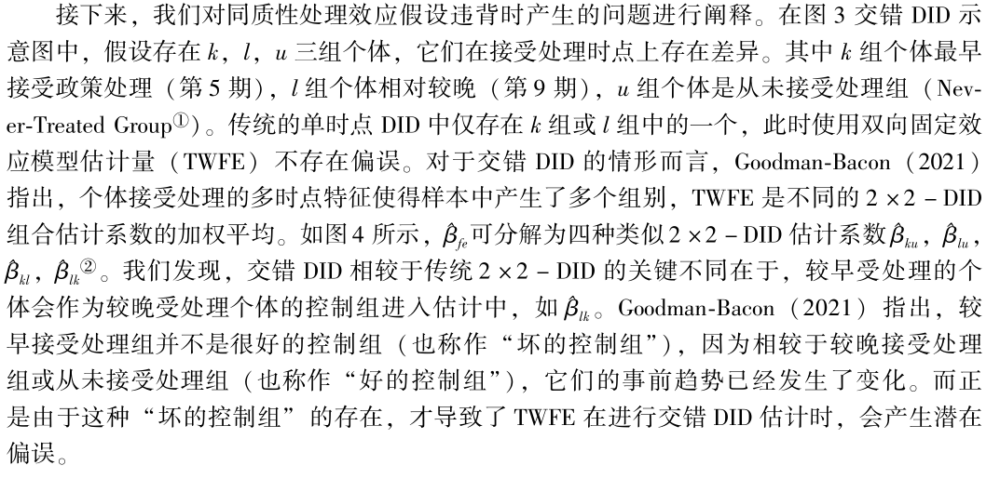 接下来，我们对同质性处理效应假设违背时产生的问题进行阐释。在图 3 交错 DID 示
意图中，假设存在 k，l，u 三组个体，它们在接受处理时点上存在差异。其中 k 组个体最早
接受政策处理（第 5 期），l 组个体相对较晚（第 9 期），u 组个体是从未接受处理组（Nev-
er-Treated Group①）。传统的单时点 DID 中仅存在 k 组或 l 组中的一个，此时使用双向固定效
应模型估计量（TWFE）不存在偏误。对于交错 DID 的情形而言，Goodman-Bacon（2021）
指出，个体接受处理的多时点特征使得样本中产生了多个组别，TWFE 是不同的 2 × 2 – DID
组合估计系数的加权平均。如图 4 所示，β̂fe可分解为四种类似 2 × 2 – DID 估计系数β̂ku，β̂lu，
β̂kl，β̂lk②。我们发现，交错 DID 相较于传统 2 × 2 – DID 的关键不同在于，较早受处理的个
体会作为较晚受处理个体的控制组进入估计中，如 β̂lk。Goodman-Bacon（2021）指出，较
早接受处理组并不是很好的控制组（也称作“坏的控制组”），因为相较于较晚接受处理
组或从未接受处理组（也称作“好的控制组”），它们的事前趋势已经发生了变化。而正
是由于这种“坏的控制组”的存在，才导致了 TWFE 在进行交错 DID 估计时，会产生潜在
偏误。